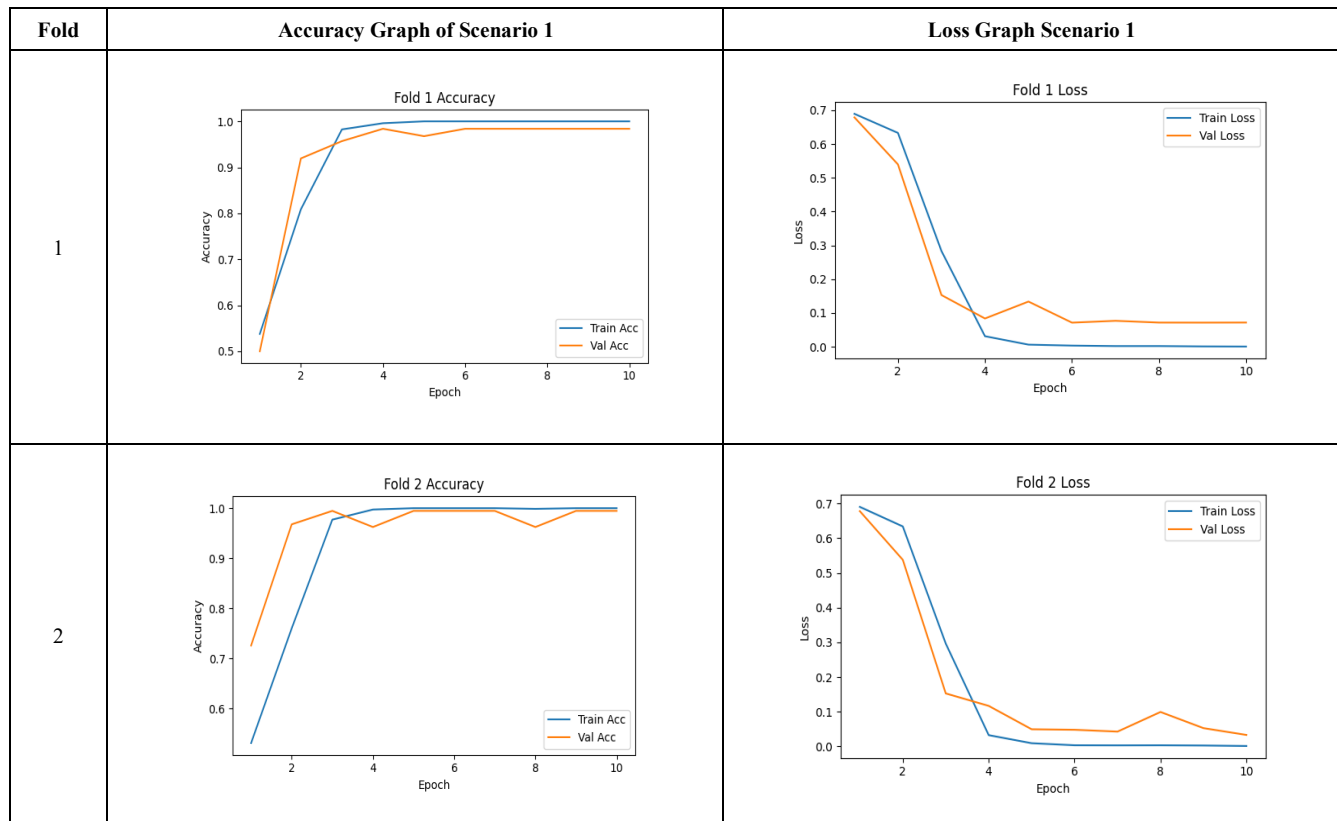 Fold Accuracy Graph of Scenario 1 Loss Graph Scenario 1
1
Fold 1 Accuracy
1.0
0.9
0.8
0.7
0.6
0.5
Accuracy
Train Acc
Val Acc
2 4 6 8 10
Epoch
Fold 1 Loss
0.7
0.6
0.5
0.4
0.3
0.2
0.1
0.0
Loss
Train Loss
Val Loss
2 4 6 8 10
Epoch
2
Fold 2 Accuracy
1.0
0.9
0.8
0.7
0.6
Accuracy
Train Acc
Val Acc
2 4 6 8 10
Epoch
Fold 2 Loss
0.7
0.6
0.5
0.4
0.3
0.2
0.1
0.0
Loss
Train Loss
Val Loss
2 4 6 8 10
Epoch